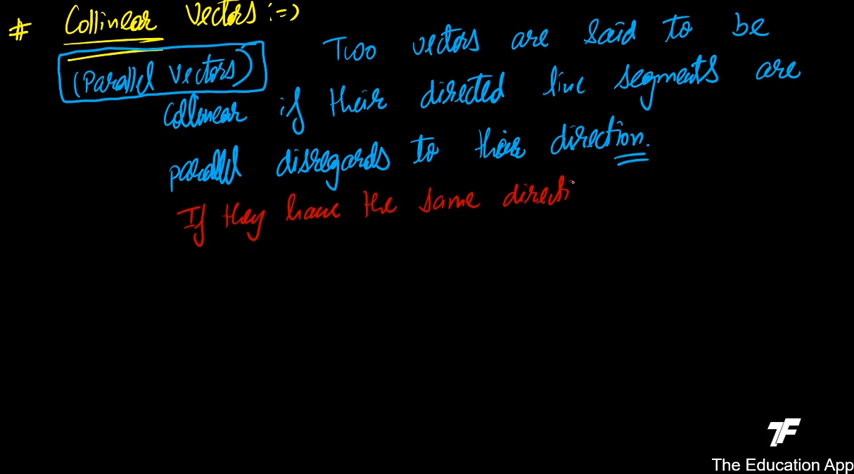 # Collinear Vectors :=>
(Parallel Vectors)
Two vectors are said to be
collinear if their directed line segments are
parallel disregards to their direction.
If they have the same directi
The Education App